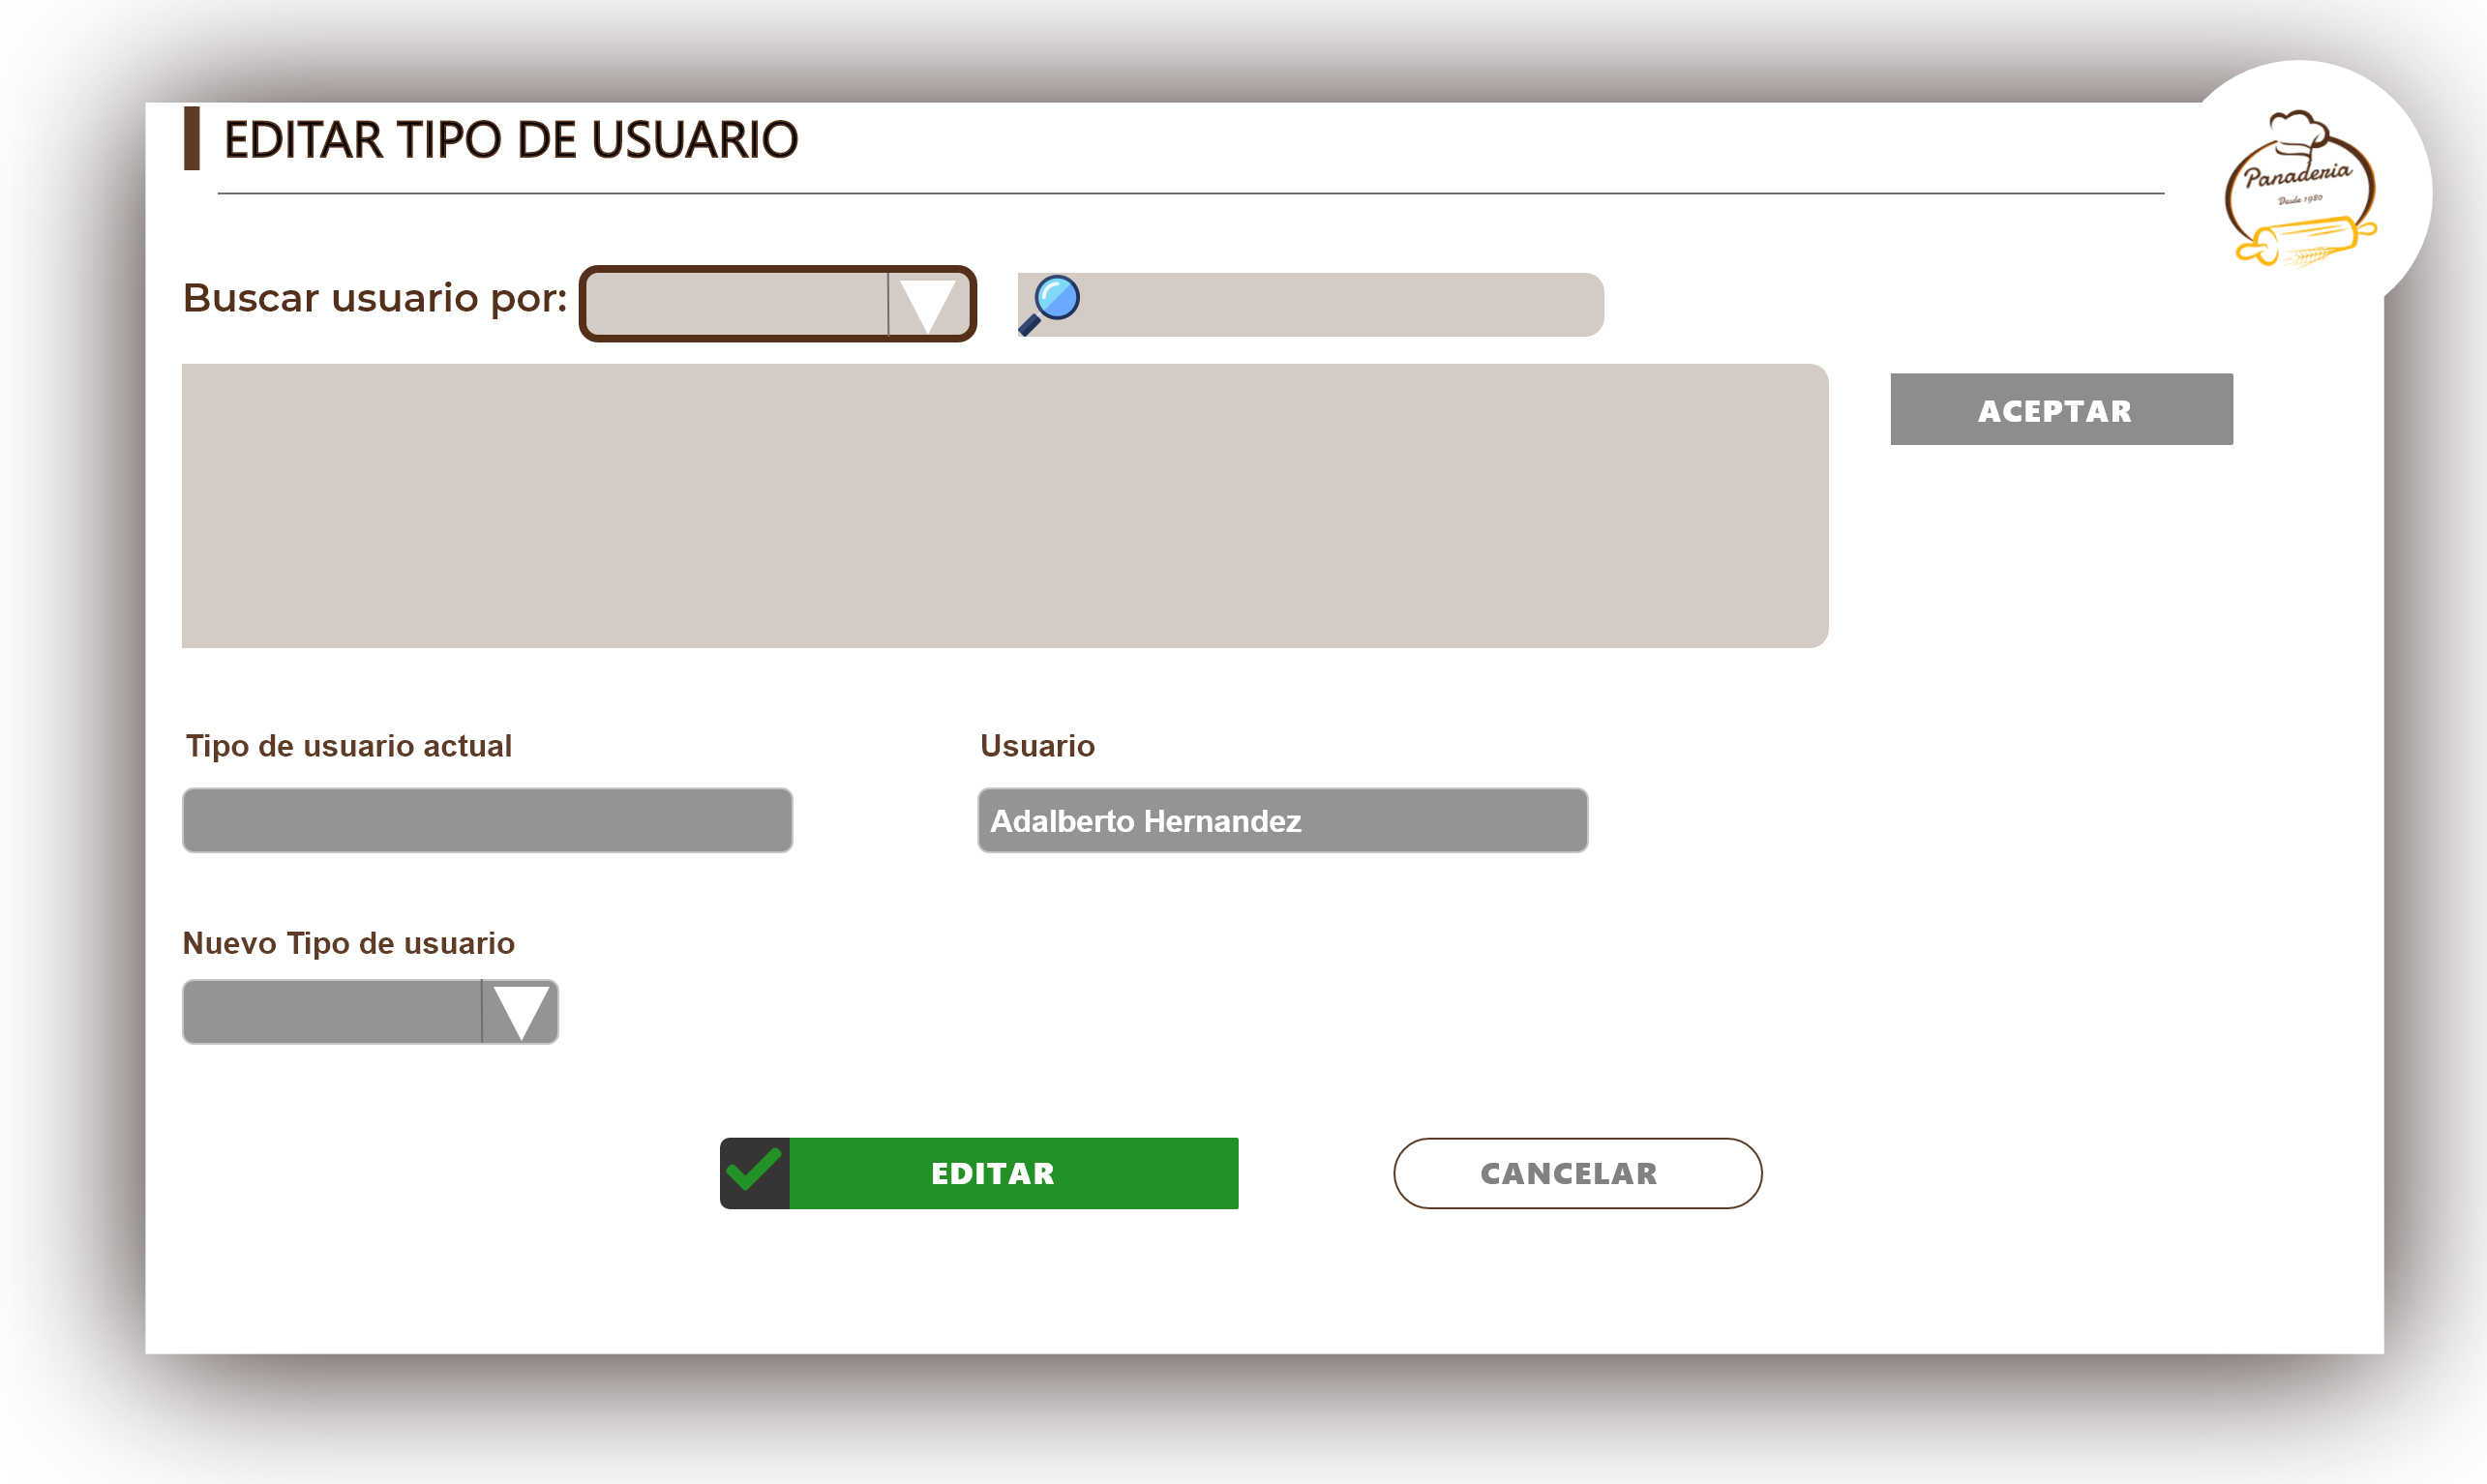 EDITAR TIPO DE USUARIO
Panaderia
Desde 1980
Buscar usuario por:
ACEPTAR
Tipo de usuario actual
Usuario
Adalberto Hernandez
Nuevo Tipo de usuario
EDITAR
CANCELAR